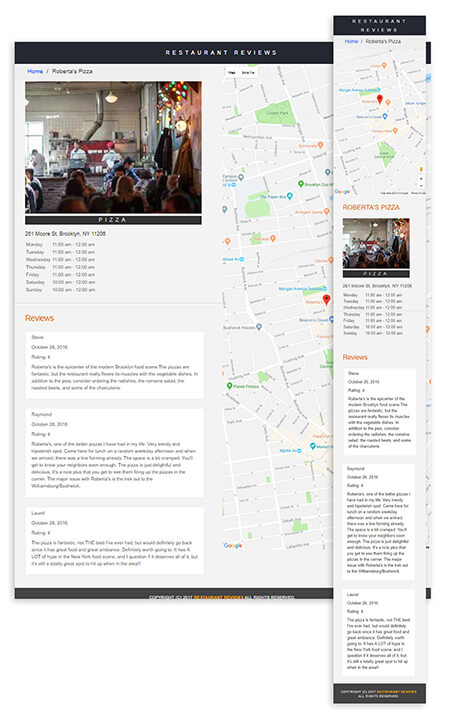 RESTAURANT REVIEWS
Home / Roberta's Pizza
PIZZA
261 Moore St, Brooklyn, NY 11206
Monday 11:00 am - 12:00 am
Tuesday 11:00 am - 12:00 am
Wednesday 11:00 am - 12:00 am
Thursday 11:00 am - 12:00 am
Friday 11:00 am - 12:00 am
Saturday 10:00 am - 12:00 am
Sunday 10:00 am - 12:00 am
Reviews
Steve
October 26, 2016
Rating: 4
Roberta's is the epicenter of the modern Brooklyn food scene.The pizzas are
fantastic, but the restaurant really flexes its muscles with the vegetable dishes. In
addition to the pies, consider ordering the radishes, the romaine salad, the
roasted beets, and some of the charcuterie.
Raymond
October 26, 2016
Rating: 4
Roberta's, one of the better pizzas I have had in my life. Very trendy and
hipsterish spot. Came here for lunch on a random weekday afternoon and when
we arrived, there was a line forming already. The space is a bit cramped. You'll
get to know your neighbors soon enough. The pizza is just delightful and
delicious. It's a nice plus that you get to see them firing up the pizzas in the
corner. The major issue with Roberta's is the trek out to the
Williamsburg/Bushwick.
Laurel
October 26, 2016
Rating: 4
The pizza is fantastic, not THE best I've ever had, but would definitely go back
since it has great food and great ambiance. Definitely worth going to. It has A
LOT of hype in the New York food scene, and I question if it deserves all of it, but
it's still a totally great spot to hit up when in the area!!
Map Satellite
Cooper Park
Metropolitan Ave
The Paper Box
Brooklyn Zoo
Morgan Avenue
Roberta's
Beacon's Closet
Bushwick Houses
Planet Fitness
Myrtle Av
Google
COPYRIGHT (C) 2017 RESTAURANT REVIEWS ALL RIGHTS RESERVED.
RESTAURANT
REVIEWS
Home / Roberta's Pizza
Morgan Avenue
Roberta's
Beacon's Closet
Google
ROBERTA'S PIZZA
PIZZA
261 Moore St, Brooklyn, NY 11206
Monday 11:00 am - 12:00 am
Tuesday 11:00 am - 12:00 am
Wednesday 11:00 am - 12:00 am
Thursday 11:00 am - 12:00 am
Friday 11:00 am - 12:00 am
Saturday 10:00 am - 12:00 am
Sunday 10:00 am - 12:00 am
Reviews
Steve
October 26, 2016
Rating: 4
Roberta's is the epicenter of the
modern Brooklyn food scene.The
pizzas are fantastic, but the
restaurant really flexes its muscles
with the vegetable dishes. In
addition to the pies, consider
ordering the radishes, the romaine
salad, the roasted beets, and some
of the charcuterie.
Raymond
October 26, 2016
Rating: 4
Roberta's, one of the better pizzas I
have had in my life. Very trendy and
hipsterish spot. Came here for lunch
on a random weekday afternoon
and when we arrived, there was a
line forming already. The space is a
bit cramped. You'll get to know your
neighbors soon enough. The pizza is
just delightful and delicious. It's a
nice plus that you get to see them
firing up the pizzas in the corner.
The major issue with Roberta's is
the trek out to the
Williamsburg/Bushwick.
Laurel
October 26, 2016
Rating: 4
The pizza is fantastic, not THE best
I've ever had, but would definitely go
back since it has great food and
great ambiance. Definitely worth
going to. It has A LOT of hype in the
New York food scene, and I
question if it deserves all of it, but
it's still a totally great spot to hit up
when in the area!!
COPYRIGHT (C) 2017 RESTAURANT REVIEWS
ALL RIGHTS RESERVED.